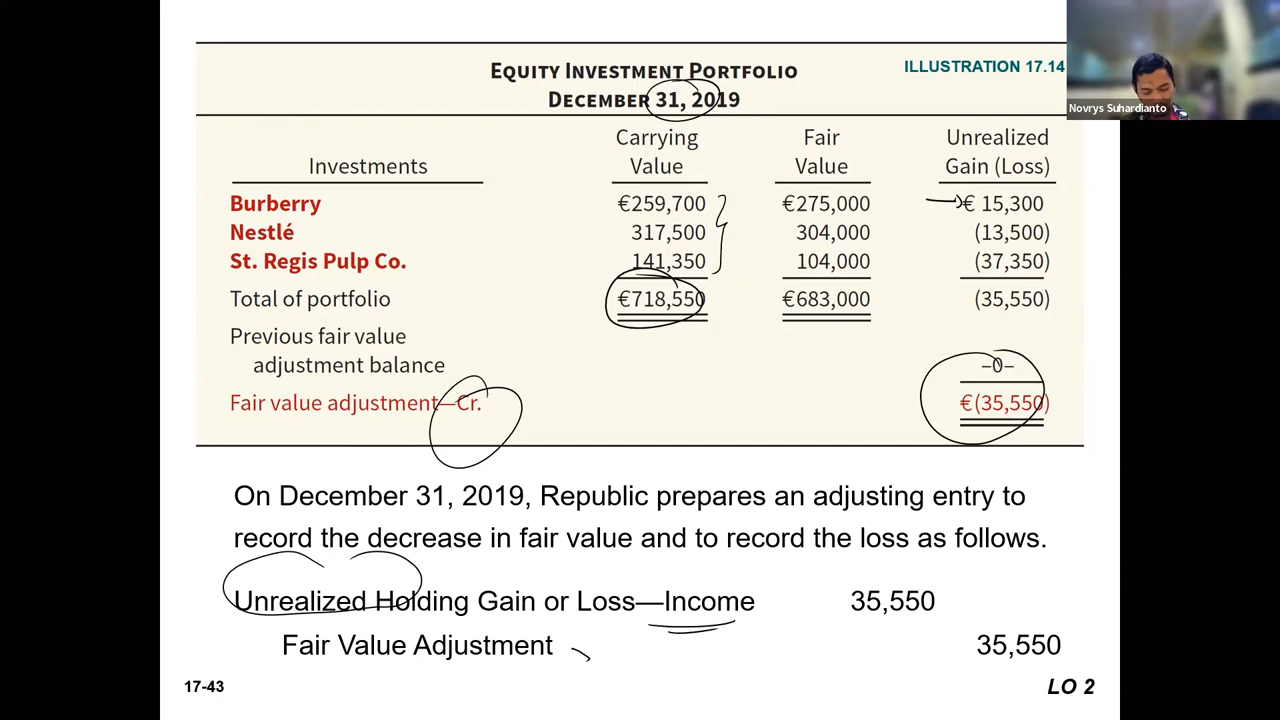 ILLUSTRATION 17.14
EQUITY INVESTMENT PORTFOLIO
DECEMBER 31, 2019
Novrys Suhardianto
Carrying Fair Unrealized
Investments Value Value Gain (Loss)
Burberry €259,700 €275,000 € 15,300
Nestlé 317,500 304,000 (13,500)
St. Regis Pulp Co. 141,350 104,000 (37,350)
Total of portfolio €718,550 €683,000 (35,550)
Previous fair value
adjustment balance –0–
Fair value adjustment—Cr. €(35,550)
On December 31, 2019, Republic prepares an adjusting entry to
record the decrease in fair value and to record the loss as follows.
Unrealized Holding Gain or Loss—Income 35,550
Fair Value Adjustment 35,550
17-43 LO 2